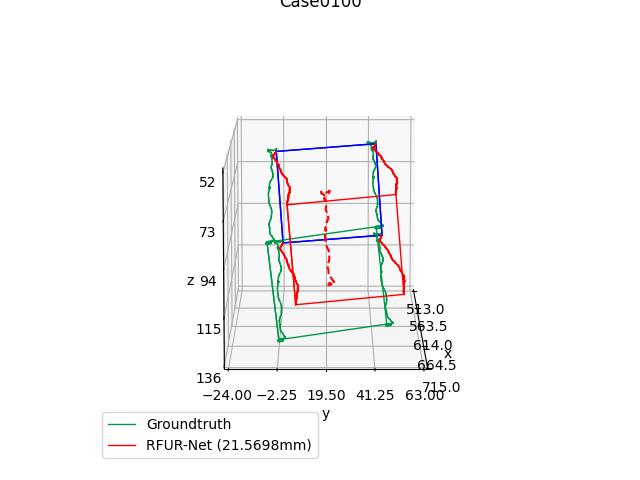 Case0100
52
73
z 94
115
136
513.0
563.5
614.0
x
664.5
715.0
−24.00 −2.25 19.50 41.25 63.00
y
Groundtruth
RFUR-Net (21.5698mm)